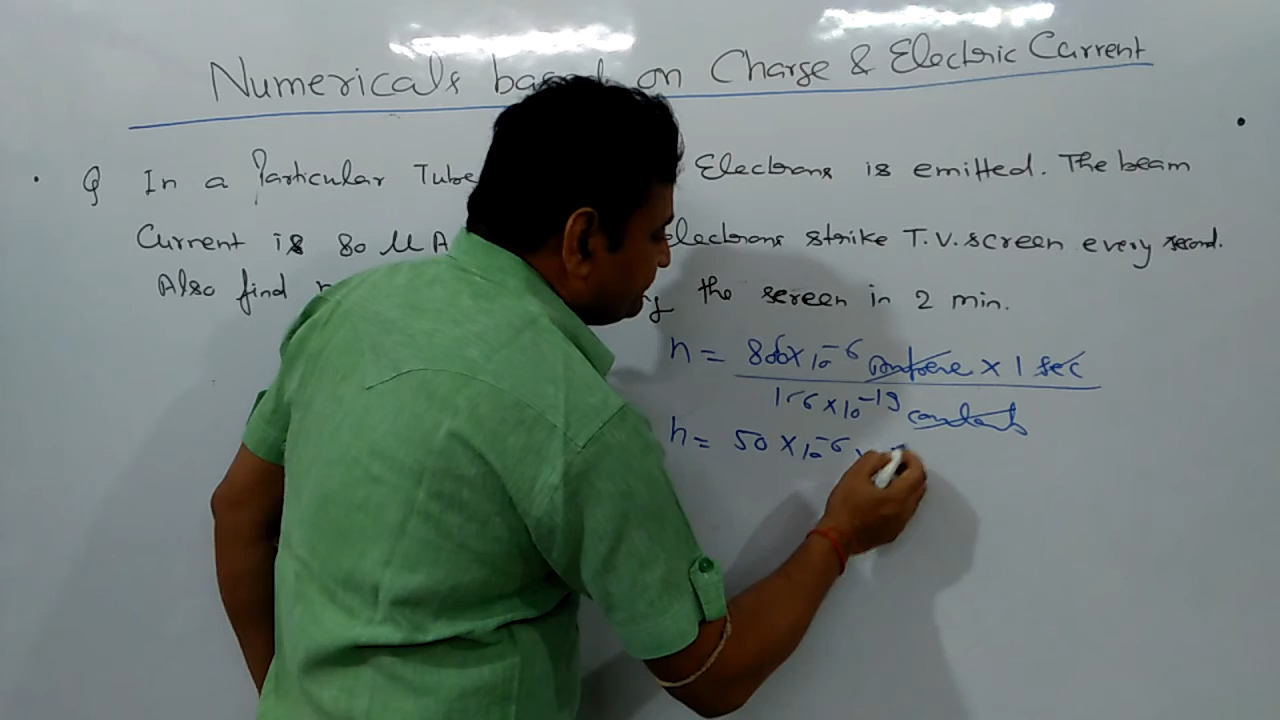 Numericals based on Charge & Electric Current
Q In a Particular Tube Electrons is emitted. The beam
Current is 80 μA electrons strike T.V. screen every second.
Also find the screen in 2 min.
n = 800 × 10⁻⁶ × 1 sec
1.6 × 10⁻¹⁹
n = 50 × 10⁻⁶ ×